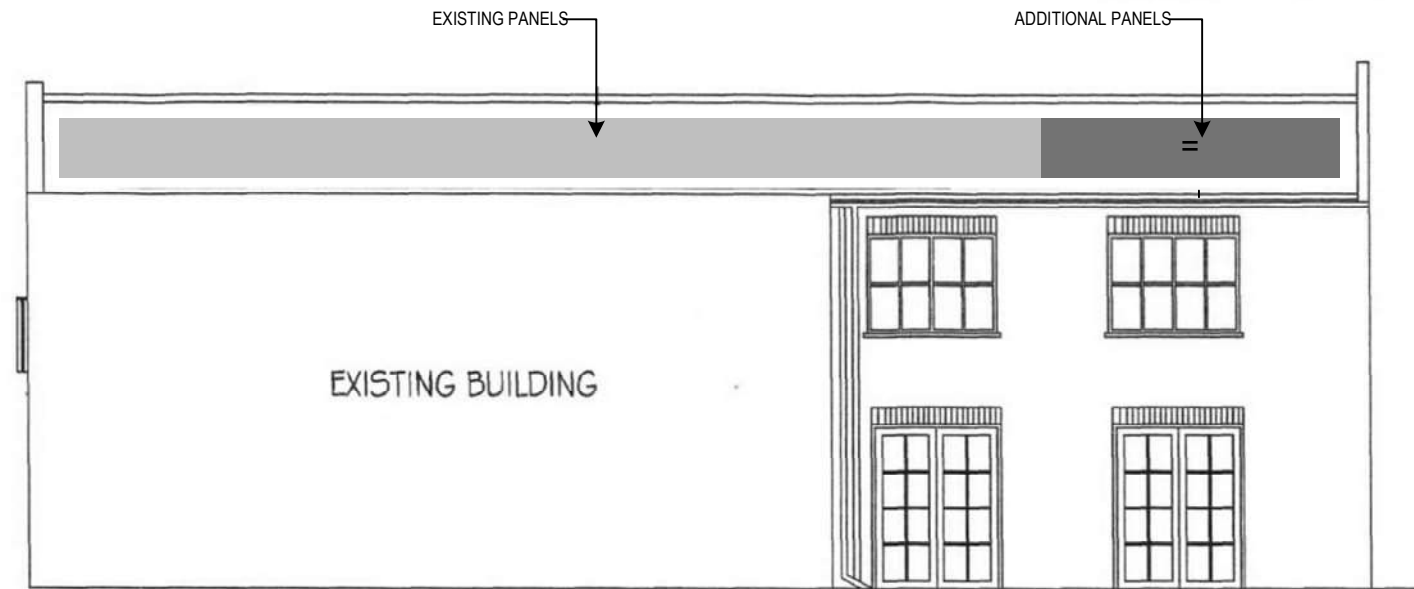 EXISTING PANELS
ADDITIONAL PANELS
=
EXISTING BUILDING